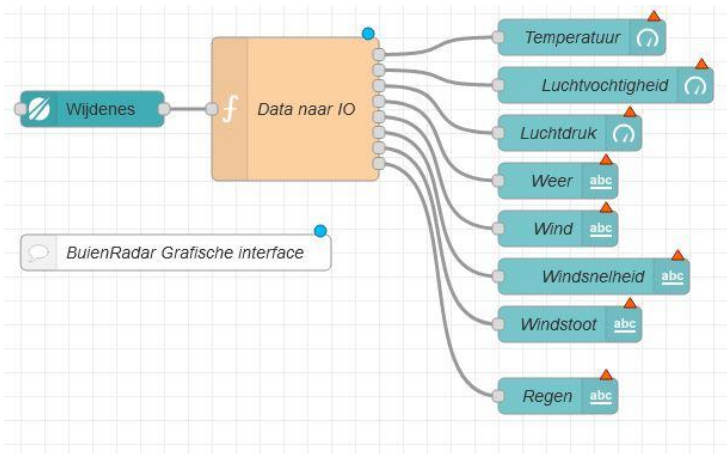 Temperatuur
Luchtvochtigheid
Wijdenes
f
Data naar IO
Luchtdruk
Weer
abc
Wind
abc
BuienRadar Grafische interface
Windsnelheid
abc
Windstoot
abc
Regen
abc